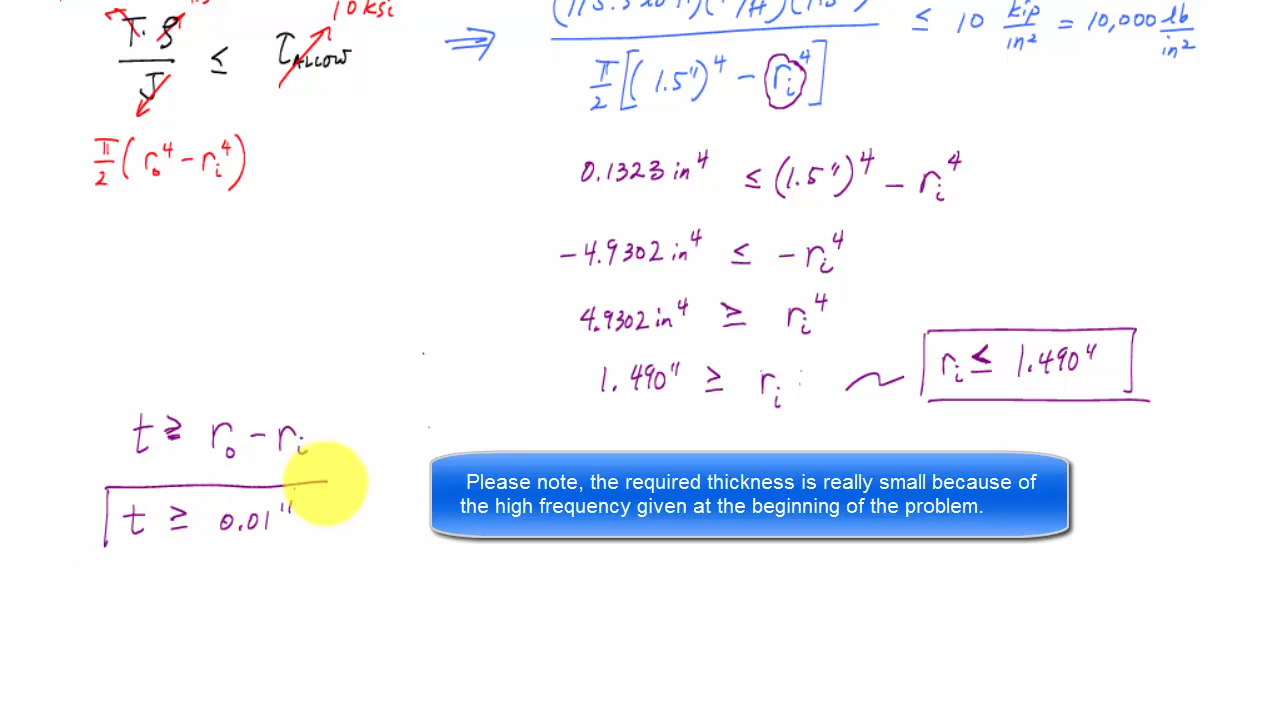 10 ksi
T·ρ / J ≤ τALLOW
π/2 (ro⁴ − ri⁴)
⇒
π/2 [(1.5")⁴ − ri⁴] ≤ 10 kip/in² = 10,000 lb/in²
0.1323 in⁴ ≤ (1.5")⁴ − ri⁴
−4.9302 in⁴ ≤ −ri⁴
4.9302 in⁴ ≥ ri⁴
1.490" ≥ ri
ri ≤ 1.490"
t ≥ ro − ri
t ≥ 0.01"
Please note, the required thickness is really small because of
the high frequency given at the beginning of the problem.